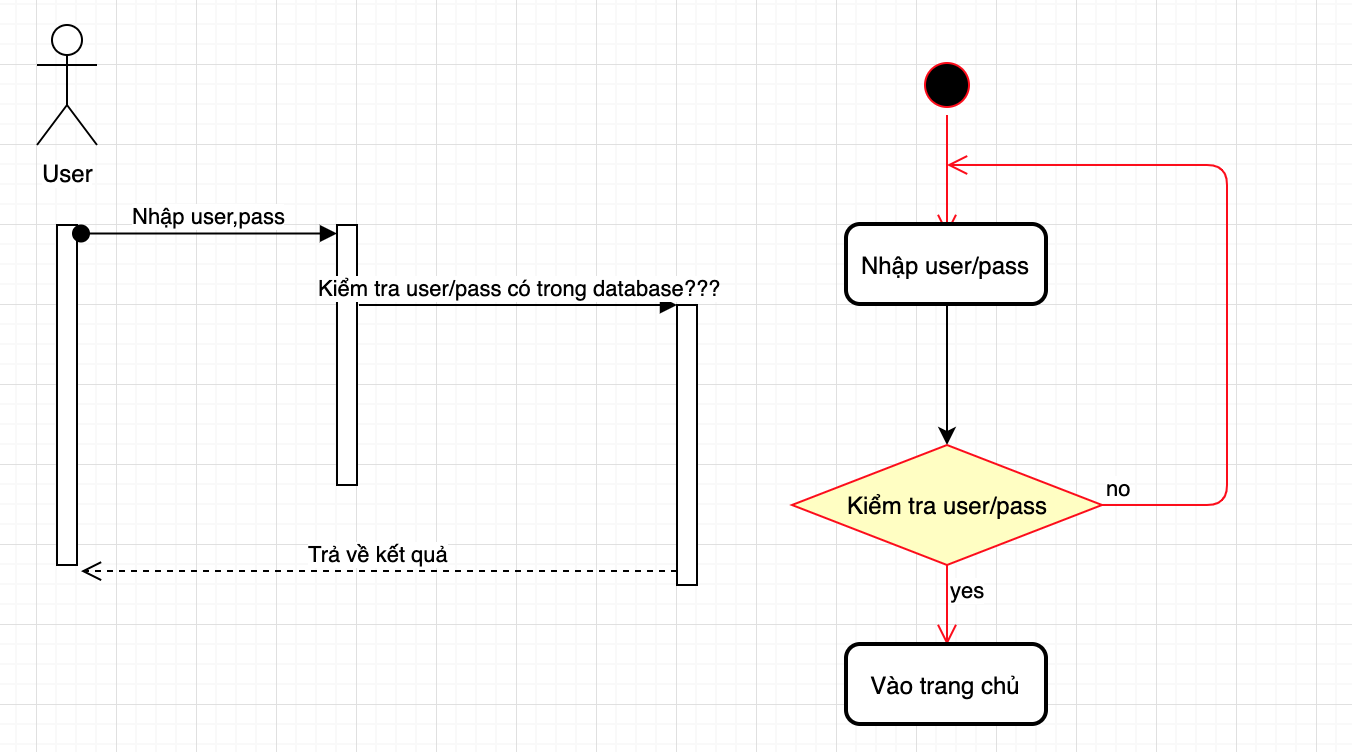 User
Nhập user,pass
Kiểm tra user/pass có trong database???
Trả về kết quả
Nhập user/pass
Kiểm tra user/pass
no
yes
Vào trang chủ